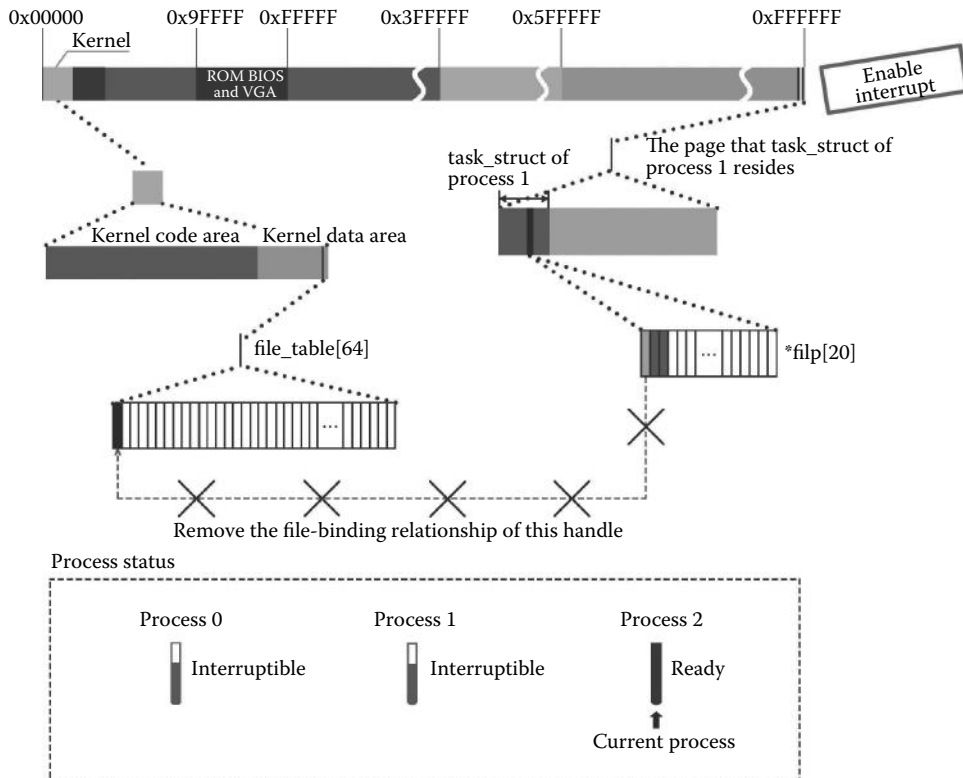 0x00000 0x9FFFF 0xFFFFF 0x3FFFFF 0x5FFFFF 0xFFFFFF
Kernel
ROM BIOS
and VGA
Enable
interrupt
task_struct of
process 1
The page that task_struct of
process 1 resides
Kernel code area Kernel data area
file_table[64]
...
*filp[20]
...
Remove the file-binding relationship of this handle
Process status
Process 0 Process 1 Process 2
Interruptible Interruptible Ready
Current process